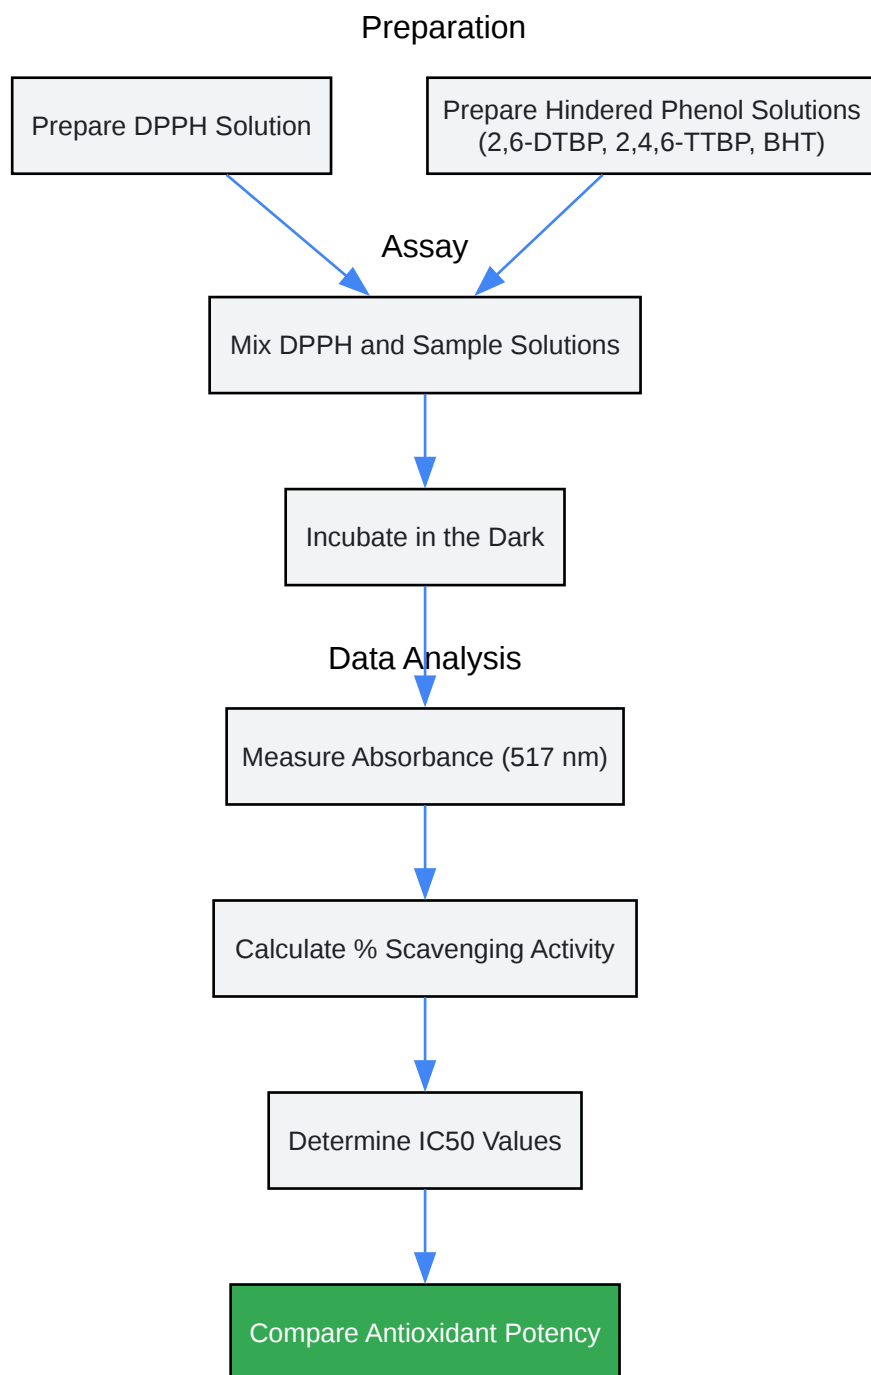 Preparation
Prepare DPPH Solution
Prepare Hindered Phenol Solutions
(2,6-DTBP, 2,4,6-TTBP, BHT)
Assay
Mix DPPH and Sample Solutions
Incubate in the Dark
Data Analysis
Measure Absorbance (517 nm)
Calculate % Scavenging Activity
Determine IC50 Values
Compare Antioxidant Potency